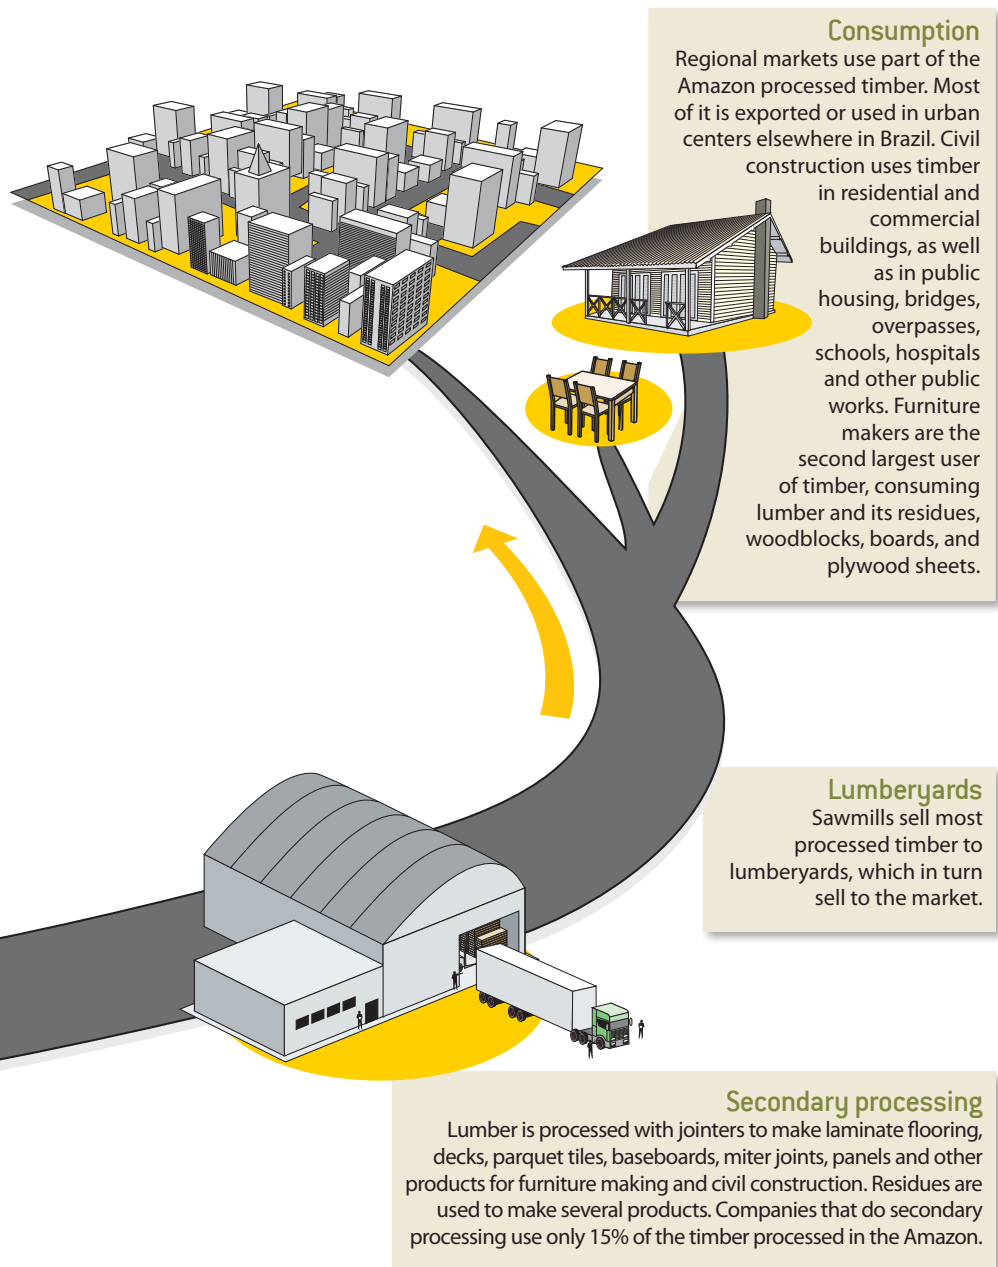 Consumption
Regional markets use part of the
Amazon processed timber. Most
of it is exported or used in urban
centers elsewhere in Brazil. Civil
construction uses timber
in residential and
commercial
buildings, as well
as in public
housing, bridges,
overpasses,
schools, hospitals
and other public
works. Furniture
makers are the
second largest user
of timber, consuming
lumber and its residues,
woodblocks, boards, and
plywood sheets.
Lumberyards
Sawmills sell most
processed timber to
lumberyards, which in turn
sell to the market.
Secondary processing
Lumber is processed with jointers to make laminate flooring,
decks, parquet tiles, baseboards, miter joints, panels and other
products for furniture making and civil construction. Residues are
used to make several products. Companies that do secondary
processing use only 15% of the timber processed in the Amazon.